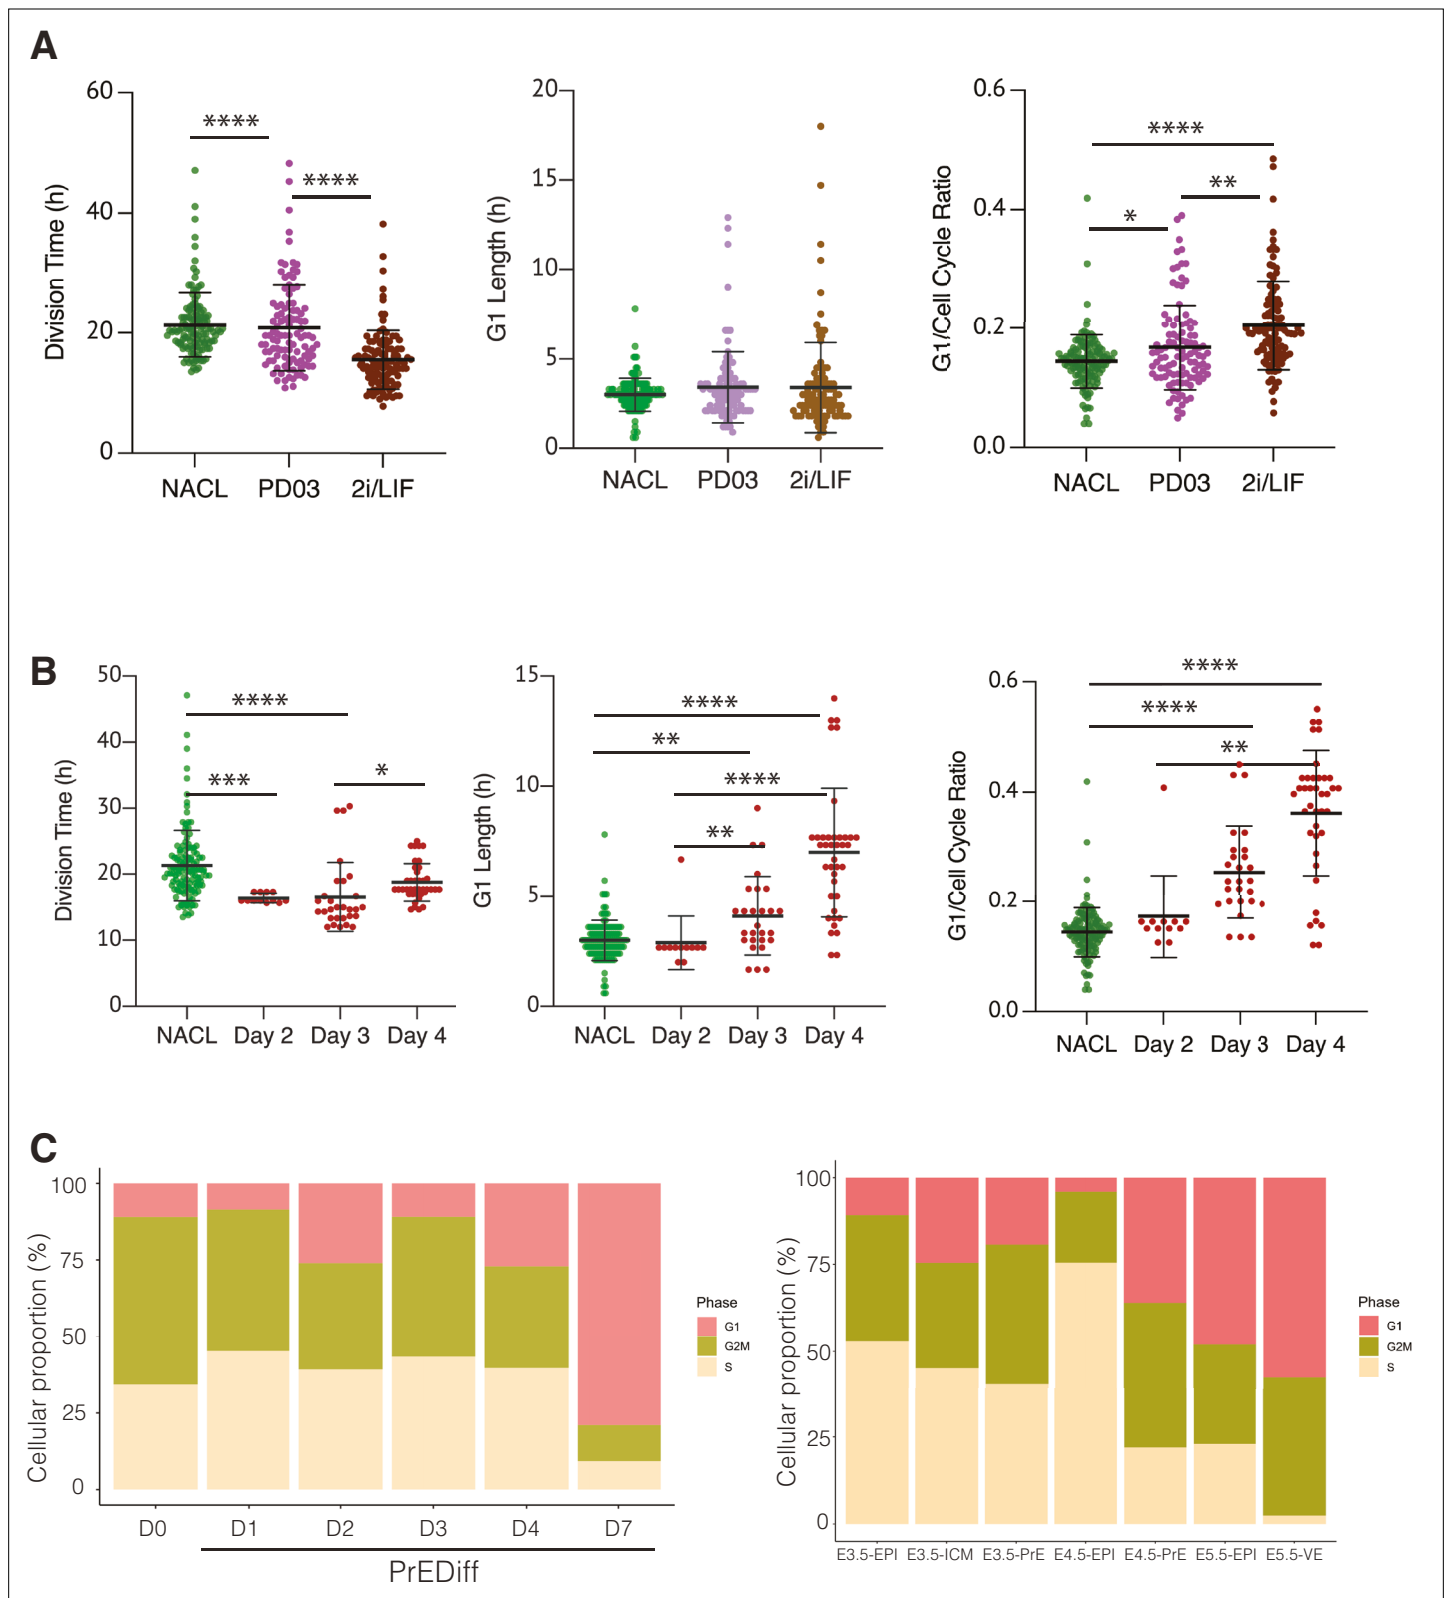 A
Division Time (h)
60
40
20
0
****
****
NACL PD03 2i/LIF
G1 Length (h)
20
15
10
5
0
NACL PD03 2i/LIF
G1/Cell Cycle Ratio
0.6
0.4
0.2
0.0
****
**
*
NACL PD03 2i/LIF
B
Division Time (h)
50
40
30
20
10
0
****
***
*
NACL Day 2 Day 3 Day 4
G1 Length (h)
15
10
5
0
****
**
****
**
NACL Day 2 Day 3 Day 4
G1/Cell Cycle Ratio
0.6
0.4
0.2
0.0
****
****
**
NACL Day 2 Day 3 Day 4
C
Cellular proportion (%)
100
75
50
25
0
D0 D1 D2 D3 D4 D7
PrEDiff
Phase
G1
G2M
S
Cellular proportion (%)
100
75
50
25
0
E3.5-EPI E3.5-ICM E3.5-PrE E4.5-EPI E4.5-PrE E5.5-EPI E5.5-VE
Phase
G1
G2M
S